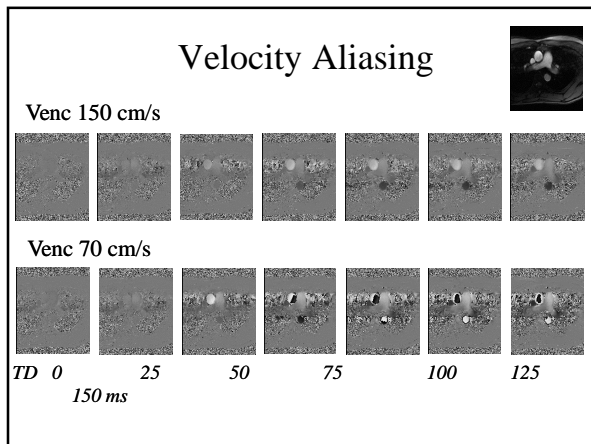 Velocity Aliasing
Venc 150 cm/s
Venc 70 cm/s
TD 0 25 50 75 100 125
150 ms